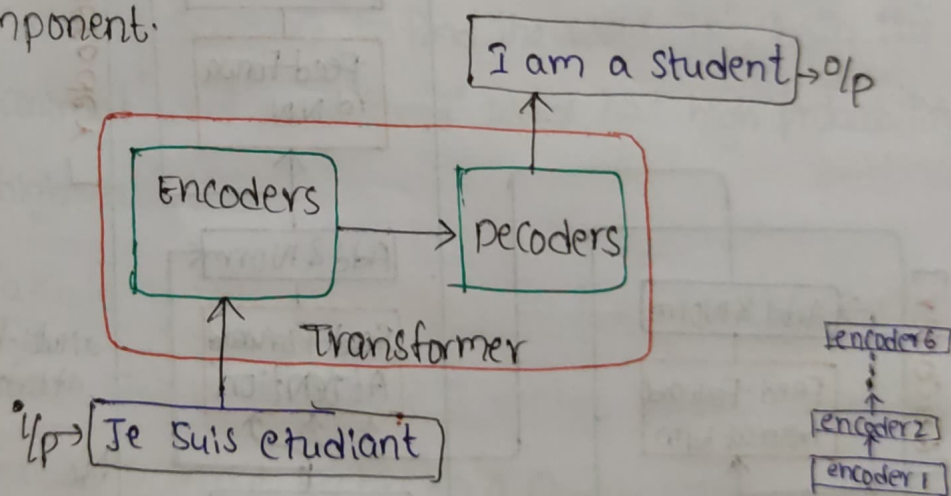 nponent.
I am a student → o/p
Encoders
Decoders
Transformer
i/p → Je Suis etudiant
encoder6
encoder2
encoder1